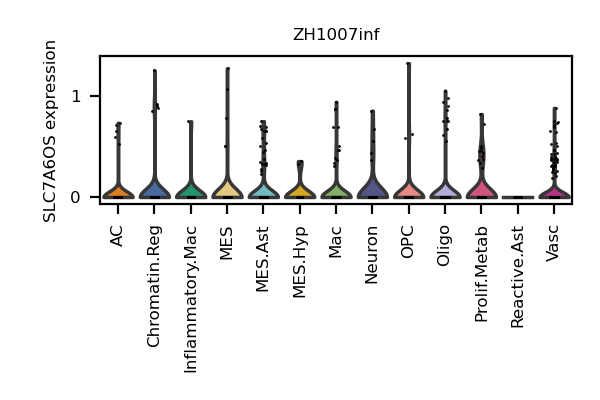 ZH1007inf
SLC7A6OS expression
1
0
AC
Chromatin.Reg
Inflammatory.Mac
MES
MES.Ast
MES.Hyp
Mac
Neuron
OPC
Oligo
Prolif.Metab
Reactive.Ast
Vasc